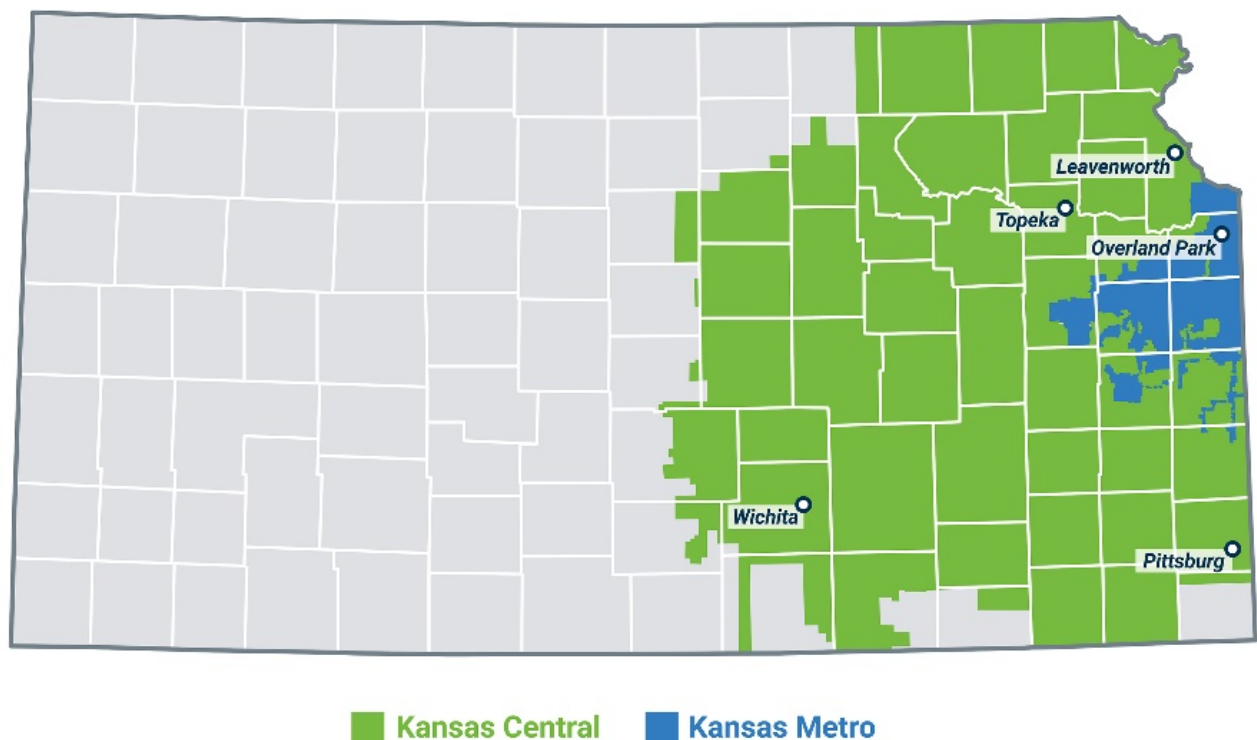 Leavenworth
Topeka
Overland Park
Wichita
Pittsburg
Kansas Central
Kansas Metro